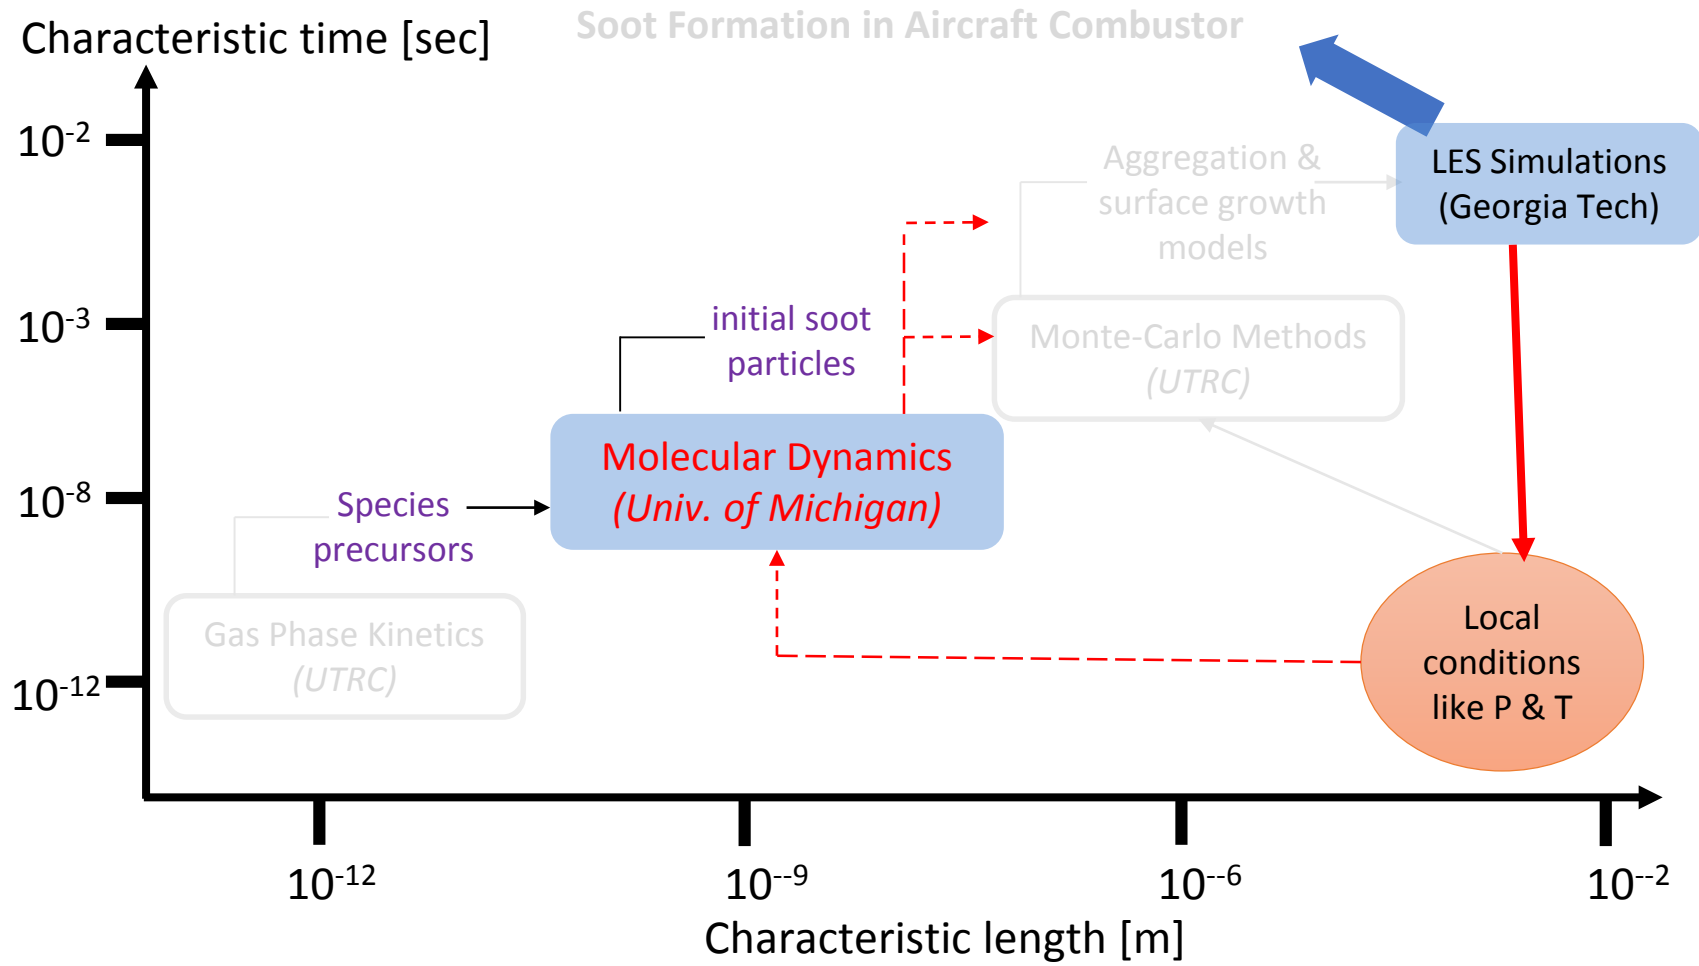 Soot Formation in Aircraft Combustor
Characteristic time [sec]
10⁻²
10⁻³
10⁻⁸
10⁻¹²
Aggregation &
surface growth
models
LES Simulations
(Georgia Tech)
initial soot
particles
Monte-Carlo Methods
(UTRC)
Molecular Dynamics
(Univ. of Michigan)
Species
precursors
Gas Phase Kinetics
(UTRC)
Local
conditions
like P & T
10⁻¹²
10⁻⁻⁹
10⁻⁻⁶
10⁻⁻²
Characteristic length [m]